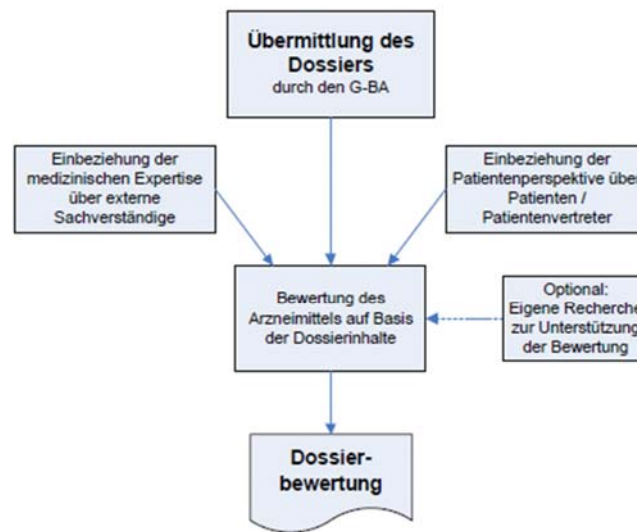 Übermittlung des
Dossiers
durch den G-BA
Einbeziehung der
medizinischen Expertise
über externe
Sachverständige
Einbeziehung der
Patientenperspektive über
Patienten /
Patientenvertreter
Bewertung des
Arzneimittels auf Basis
der Dossierinhalte
Optional:
Eigene Recherche
zur Unterstützung
der Bewertung
Dossier-
bewertung